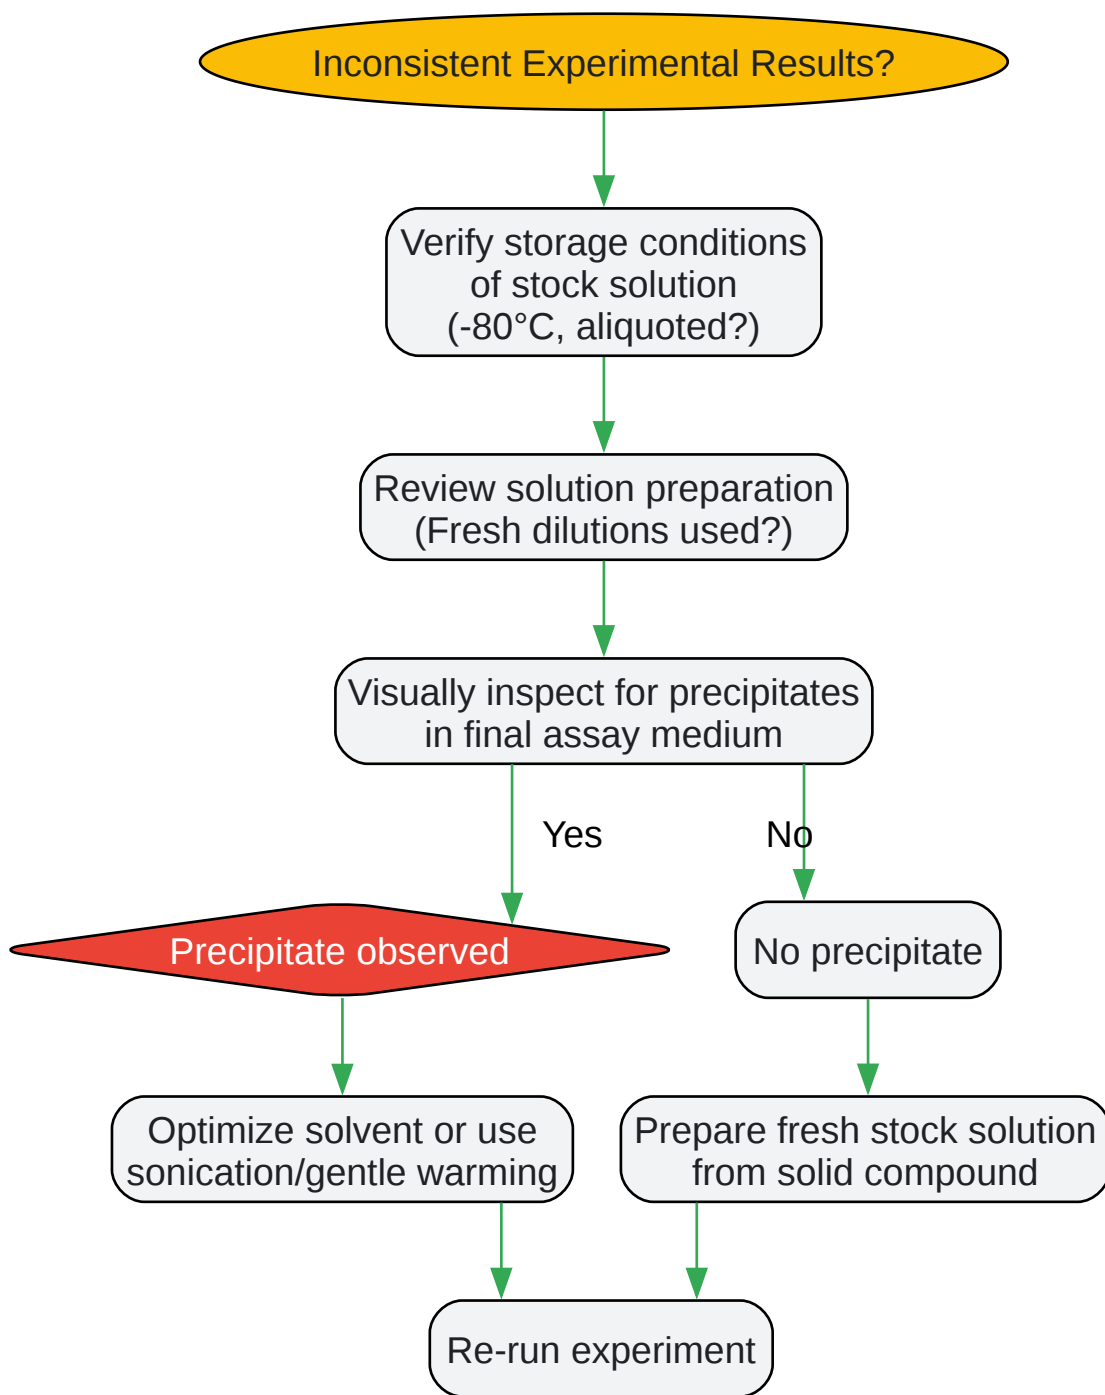 Inconsistent Experimental Results?
Verify storage conditions
of stock solution
(-80°C, aliquoted?)
Review solution preparation
(Fresh dilutions used?)
Visually inspect for precipitates
in final assay medium
Yes
No
Precipitate observed
No precipitate
Optimize solvent or use
sonication/gentle warming
Prepare fresh stock solution
from solid compound
Re-run experiment